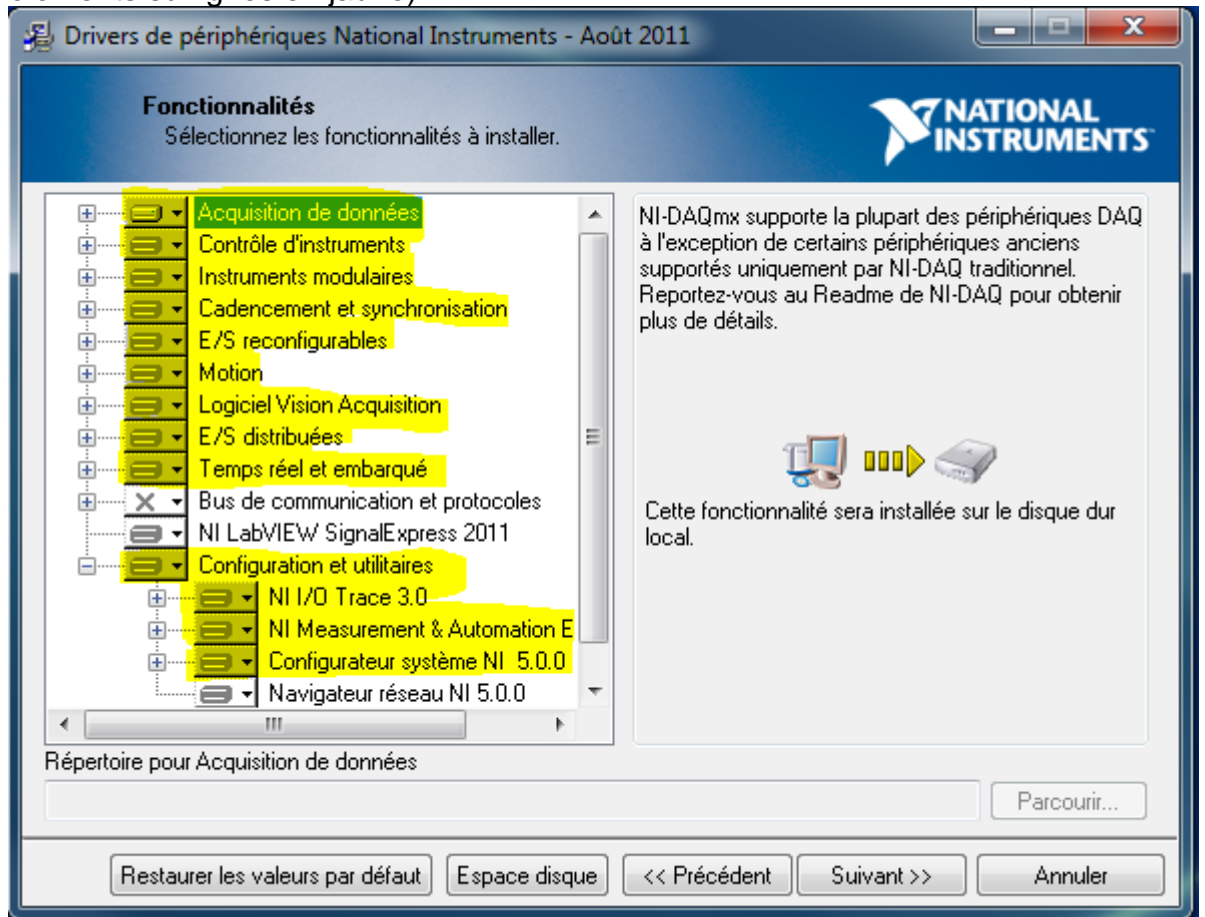 Drivers de périphériques National Instruments - Août 2011
Fonctionnalités
Sélectionnez les fonctionnalités à installer.
NATIONAL
INSTRUMENTS
Acquisition de données
Contrôle d'instruments
Instruments modulaires
Cadencement et synchronisation
E/S reconfigurables
Motion
Logiciel Vision Acquisition
E/S distribuées
Temps réel et embarqué
Bus de communication et protocoles
NI LabVIEW SignalExpress 2011
Configuration et utilitaires
NI I/O Trace 3.0
NI Measurement & Automation E
Configurateur système NI 5.0.0
Navigateur réseau NI 5.0.0
NI-DAQmx supporte la plupart des périphériques DAQ
à l'exception de certains périphériques anciens
supportés uniquement par NI-DAQ traditionnel.
Reportez-vous au Readme de NI-DAQ pour obtenir
plus de détails.
Cette fonctionnalité sera installée sur le disque dur
local.
Répertoire pour Acquisition de données
Parcourir...
Restaurer les valeurs par défaut
Espace disque
<< Précédent
Suivant >>
Annuler